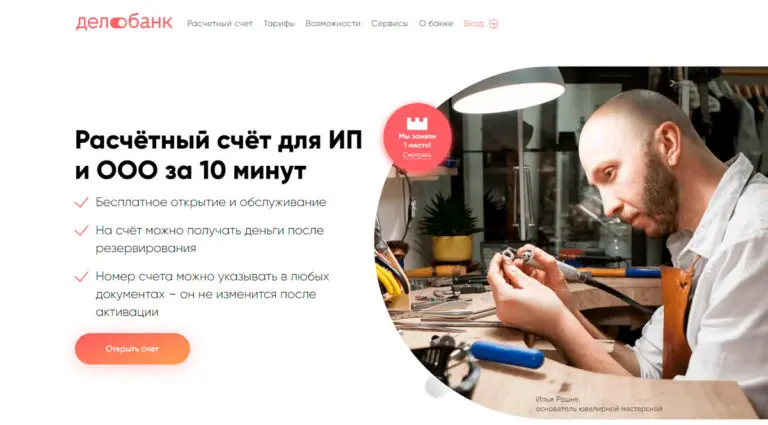 делобанк
Расчетный счет Тарифы Возможности Сервисы О банке Вход
Расчётный счёт для ИП
и ООО за 10 минут
Бесплатное открытие и обслуживание
На счёт можно получать деньги после
резервирования
Номер счета можно указывать в любых
документах – он не изменится после
активации
Открыть счет
Мы заняли
1 место!
Смотреть
Илья Рошне,
основатель ювелирной мастерской